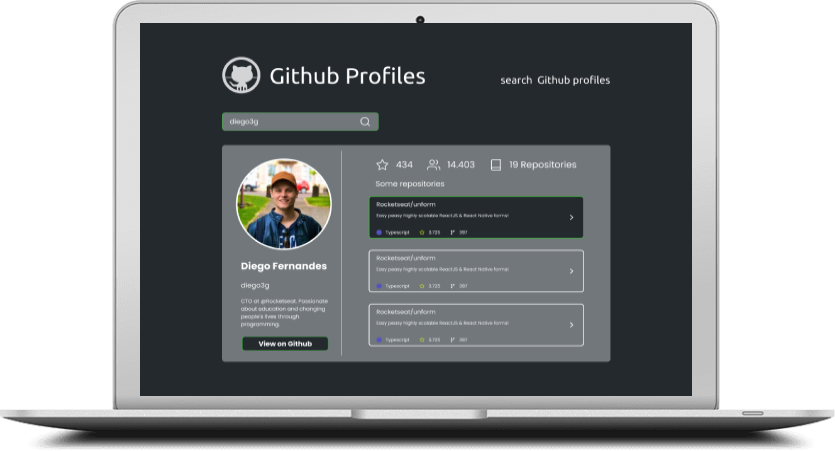 Github Profiles
search Github profiles
diego3g
434 14.403 19 Repositories
Some repositories
Rocketseat/unform
Easy peasy highly scalable ReactJS & React Native forms!
Typescript 3.725 397
Rocketseat/unform
Easy peasy highly scalable ReactJS & React Native forms!
Typescript 3.725 397
Rocketseat/unform
Easy peasy highly scalable ReactJS & React Native forms!
Typescript 3.725 397
Diego Fernandes
diego3g
CTO at @Rocketseat. Passionate
about education and changing
people's lives through
programming.
View on Github